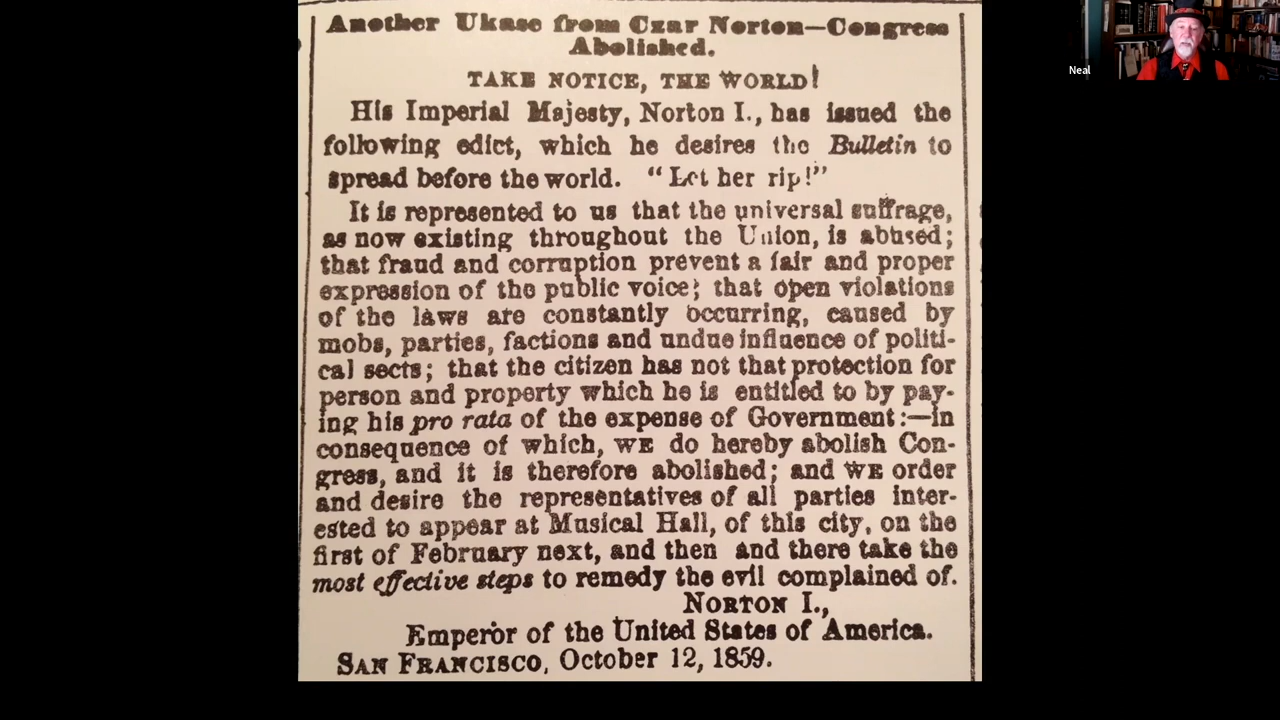 Another Ukase from Czar Norton—Congress
Abolished.
TAKE NOTICE, THE WORLD!
His Imperial Majesty, Norton I., has issued the
following edict, which he desires the Bulletin to
spread before the world. "Let her rip!"
It is represented to us that the universal suffrage,
as now existing throughout the Union, is abused;
that fraud and corruption prevent a fair and proper
expression of the public voice; that open violations
of the laws are constantly occurring, caused by
mobs, parties, factions and undue influence of politi-
cal sects; that the citizen has not that protection for
person and property which he is entitled to by pay-
ing his pro rata of the expense of Government:—in
consequence of which, WE do hereby abolish Con-
gress, and it is therefore abolished; and WE order
and desire the representatives of all parties inter-
ested to appear at Musical Hall, of this city, on the
first of February next, and then and there take the
most effective steps to remedy the evil complained of.
NORTON I.,
Emperor of the United States of America.
SAN FRANCISCO, October 12, 1859.
Neal